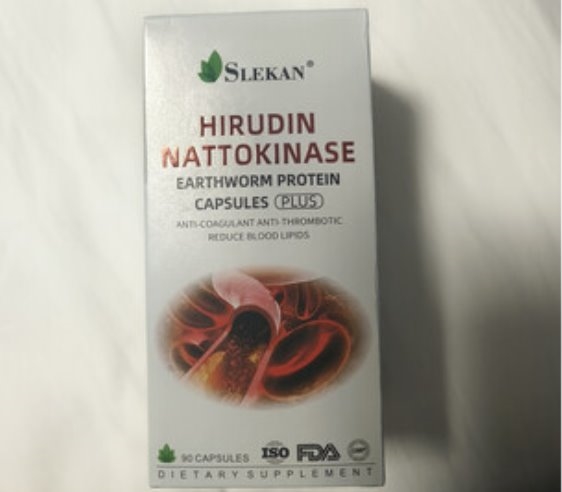 SLEKAN®
HIRUDIN
NATTOKINASE
EARTHWORM PROTEIN
CAPSULES PLUS
ANTI-COAGULANT ANTI-THROMBOTIC
REDUCE BLOOD LIPIDS
90 CAPSULES ISO FDA
DIETARY SUPPLEMENT